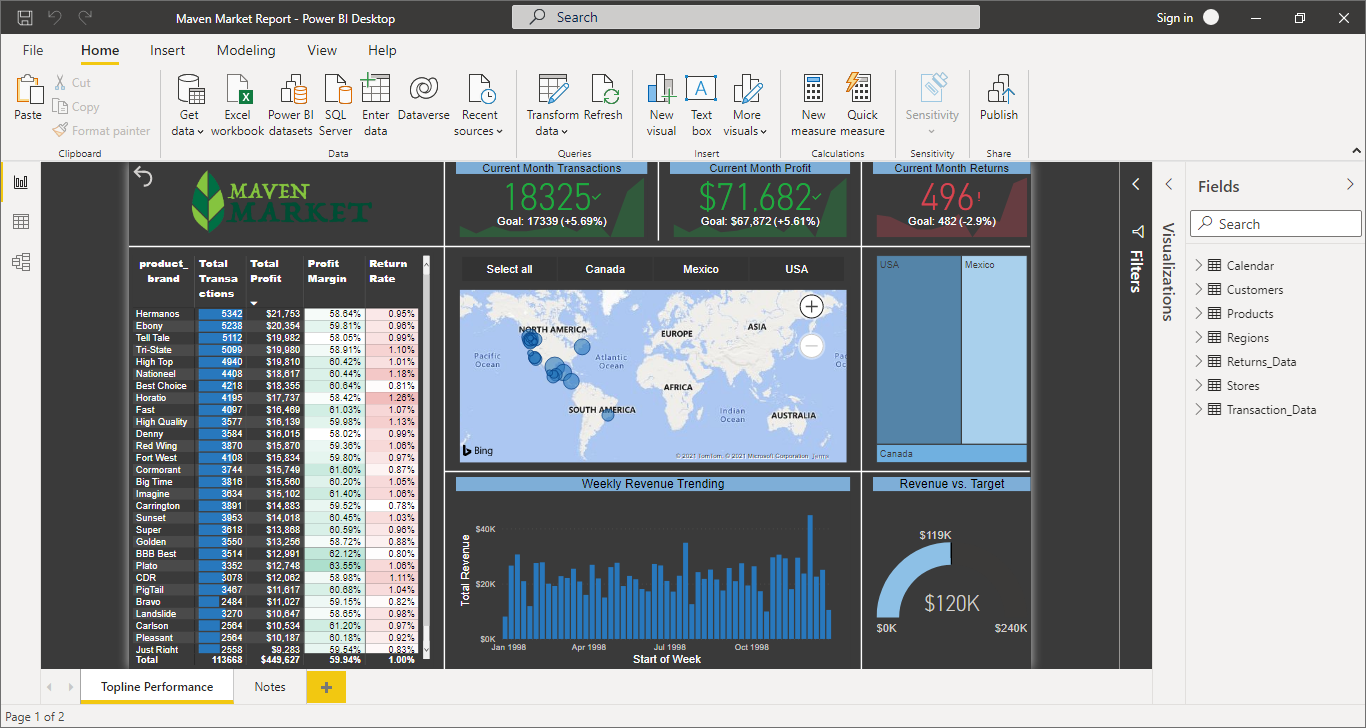 Maven Market Report - Power BI Desktop
Search
Sign in
File Home Insert Modeling View Help
Paste
Cut
Copy
Format painter
Clipboard
Get data
Excel workbook
Power BI datasets
SQL Server
Enter data
Dataverse
Recent sources
Data
Transform data
Refresh
Queries
New visual
Text box
More visuals
Insert
New measure
Quick measure
Calculations
Sensitivity
Sensitivity
Publish
Share
MAVEN
MARKET
Current Month Transactions
18325
Goal: 17339 (+5.69%)
Current Month Profit
$71,682
Goal: $67,872 (+5.61%)
Current Month Returns
496!
Goal: 482 (-2.9%)
product_brand Total Transactions Total Profit Profit Margin Return Rate
Hermanos 5342 $21,753 58.64% 0.95%
Ebony 5238 $20,354 59.81% 0.96%
Tell Tale 5112 $19,982 58.05% 0.99%
Tri-State 5099 $19,980 58.91% 1.10%
High Top 4940 $19,810 60.42% 1.01%
Nationeel 4408 $18,617 60.44% 1.18%
Best Choice 4218 $18,355 60.64% 0.81%
Horatio 4195 $17,737 58.42% 1.26%
Fast 4097 $16,469 61.03% 1.07%
High Quality 3577 $16,139 59.98% 1.13%
Denny 3584 $16,015 58.02% 0.99%
Red Wing 3870 $15,870 59.36% 1.06%
Fort West 4108 $15,834 59.80% 0.97%
Cormorant 3744 $15,749 61.60% 0.87%
Big Time 3816 $15,560 60.20% 1.05%
Imagine 3634 $15,102 61.40% 1.06%
Carrington 3891 $14,883 59.52% 0.78%
Sunset 3953 $14,018 60.45% 1.03%
Super 3618 $13,868 60.59% 0.96%
Golden 3550 $13,256 58.72% 0.88%
BBB Best 3514 $12,991 62.12% 0.80%
Plato 3352 $12,748 63.55% 1.06%
CDR 3078 $12,062 58.98% 1.11%
PigTail 3467 $11,617 60.68% 1.04%
Bravo 2484 $11,027 59.15% 0.82%
Landslide 3270 $10,647 58.65% 0.98%
Carlson 2564 $10,534 61.20% 0.97%
Pleasant 2564 $10,187 60.18% 0.92%
Just Right 2558 $9,283 59.54% 0.83%
Total 113668 $449,627 59.94% 1.00%
Select all Canada Mexico USA
NORTH AMERICA
EUROPE
ASIA
Pacific Ocean
Atlantic Ocean
AFRICA
SOUTH AMERICA
Indian Ocean
AUSTRALIA
Bing
© 2021 TomTom, © 2021 Microsoft Corporation Terms
USA
Mexico
Canada
Weekly Revenue Trending
Total Revenue
$40K
$20K
$0K
Jan 1998 Apr 1998 Jul 1998 Oct 1998
Start of Week
Revenue vs. Target
$119K
$120K
$0K
$240K
Filters
Visualizations
Fields
Search
Calendar
Customers
Products
Regions
Returns_Data
Stores
Transaction_Data
Topline Performance
Notes
Page 1 of 2